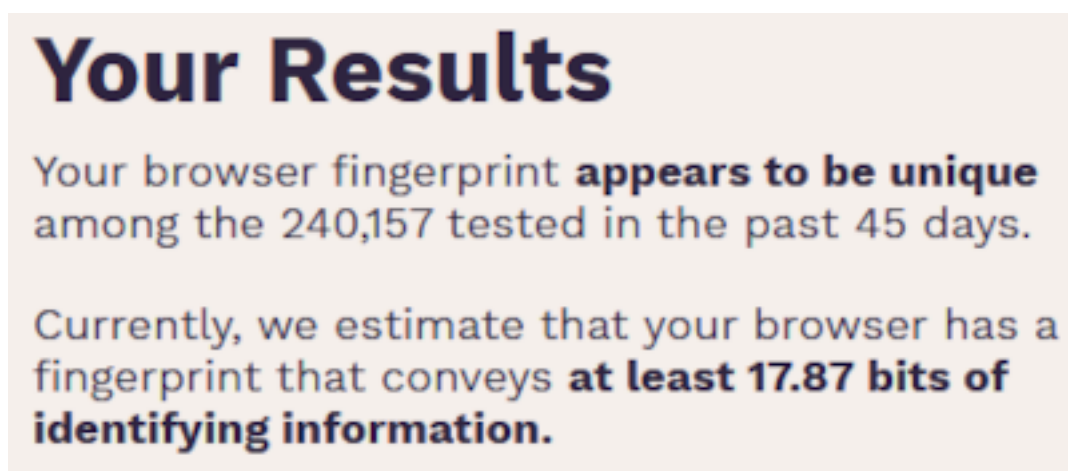 Your Results
Your browser fingerprint appears to be unique
among the 240,157 tested in the past 45 days.
Currently, we estimate that your browser has a
fingerprint that conveys at least 17.87 bits of
identifying information.